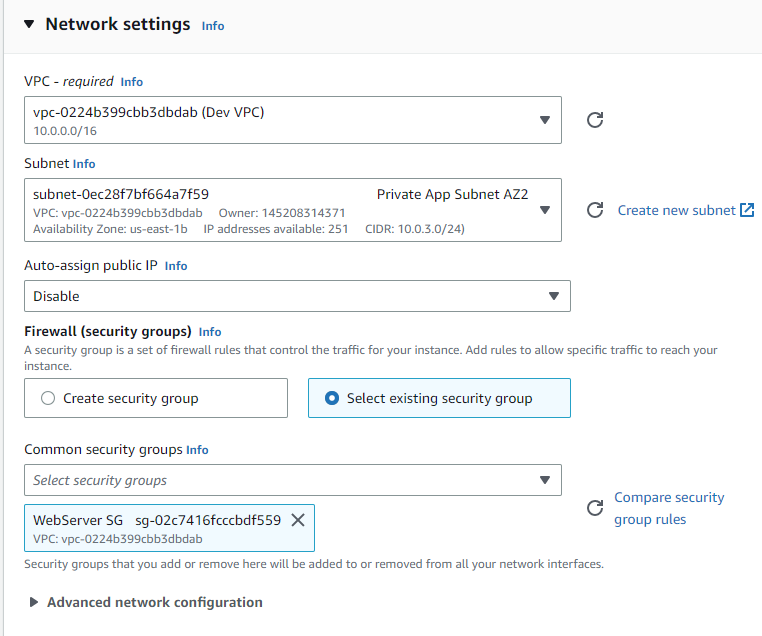 Network settings Info
VPC - required Info
vpc-0224b399cbb3dbdab (Dev VPC)
10.0.0.0/16
Subnet Info
subnet-0ec28f7bf664a7f59 Private App Subnet AZ2
VPC: vpc-0224b399cbb3dbdab Owner: 145208314371
Availability Zone: us-east-1b IP addresses available: 251 CIDR: 10.0.3.0/24)
Create new subnet
Auto-assign public IP Info
Disable
Firewall (security groups) Info
A security group is a set of firewall rules that control the traffic for your instance. Add rules to allow specific traffic to reach your
instance.
Create security group
Select existing security group
Common security groups Info
Select security groups
WebServer SG sg-02c7416fcccbdf559
VPC: vpc-0224b399cbb3dbdab
Compare security
group rules
Security groups that you add or remove here will be added to or removed from all your network interfaces.
Advanced network configuration